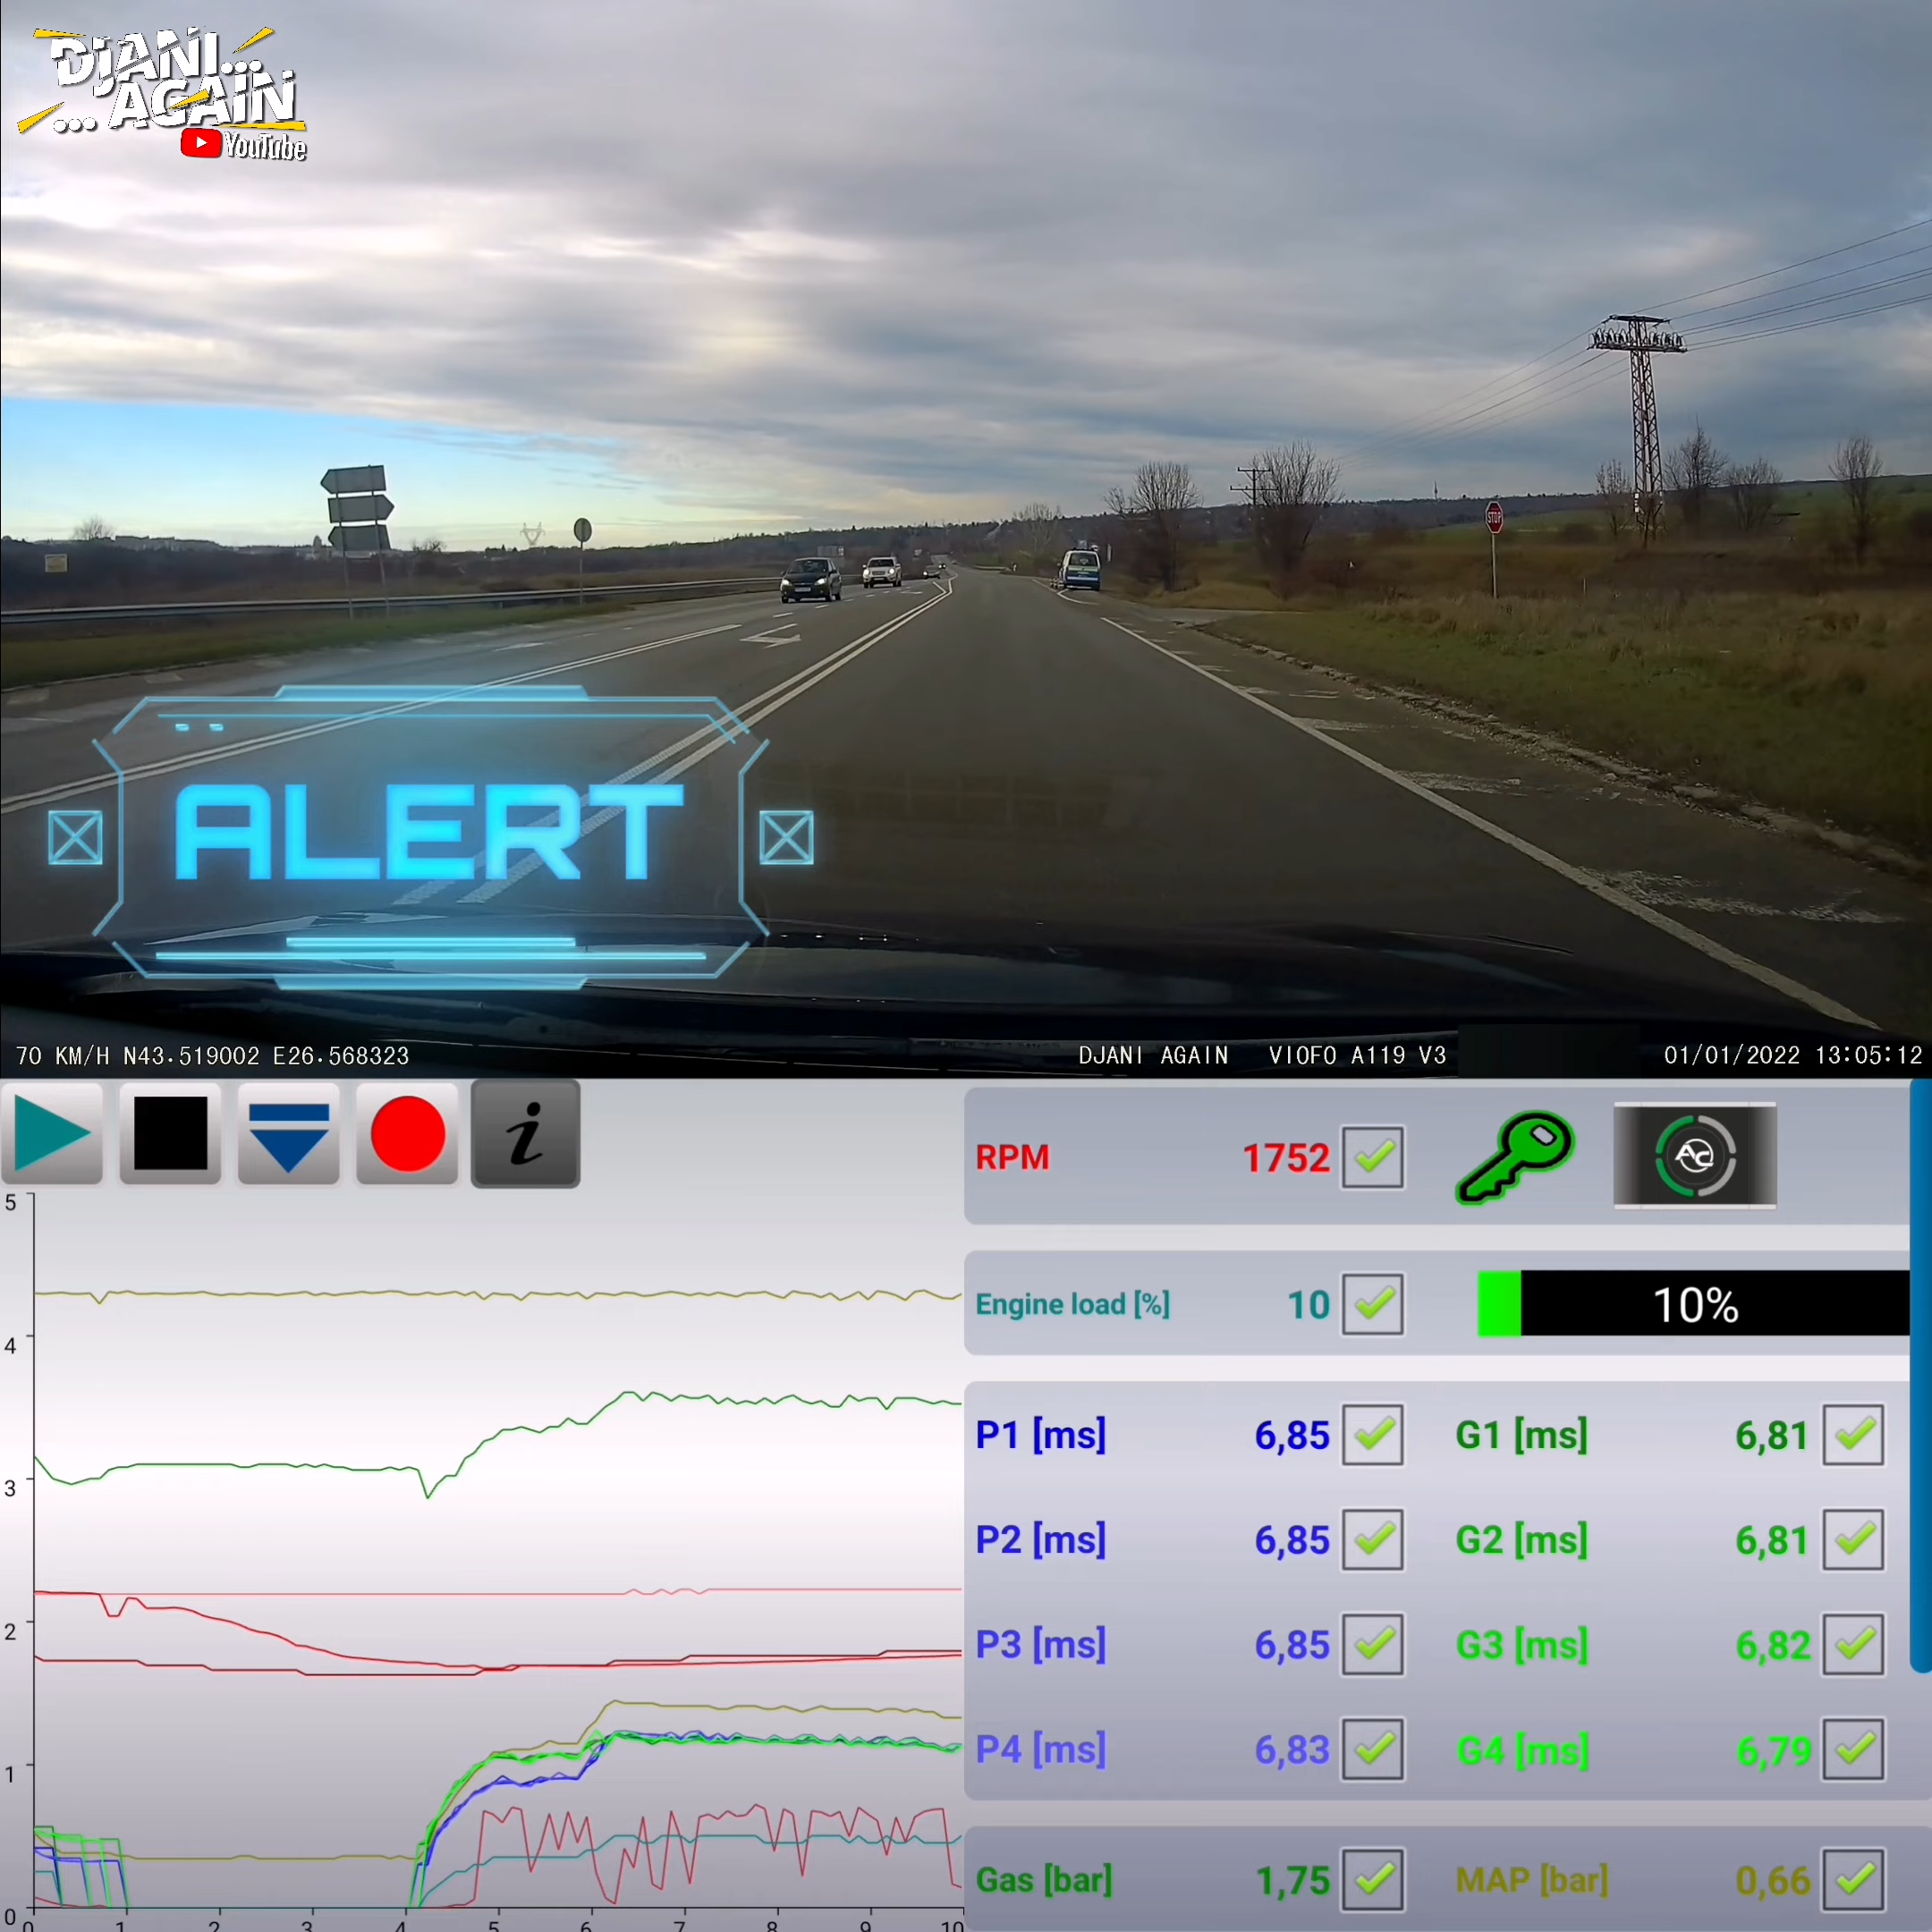 DJANI...
...AGAIN
YouTube
STOP
ALERT
70 KM/H N43.519002 E26.568323
DJANI AGAIN VIOFO A119 V3
01/01/2022 13:05:12
i
RPM 1752
AC
Engine load [%] 10
10%
P1 [ms] 6,85
G1 [ms] 6,81
P2 [ms] 6,85
G2 [ms] 6,81
P3 [ms] 6,85
G3 [ms] 6,82
P4 [ms] 6,83
G4 [ms] 6,79
Gas [bar] 1,75
MAP [bar] 0,66
5
4
3
2
1
0
0 1 2 3 4 5 6 7 8 9 10